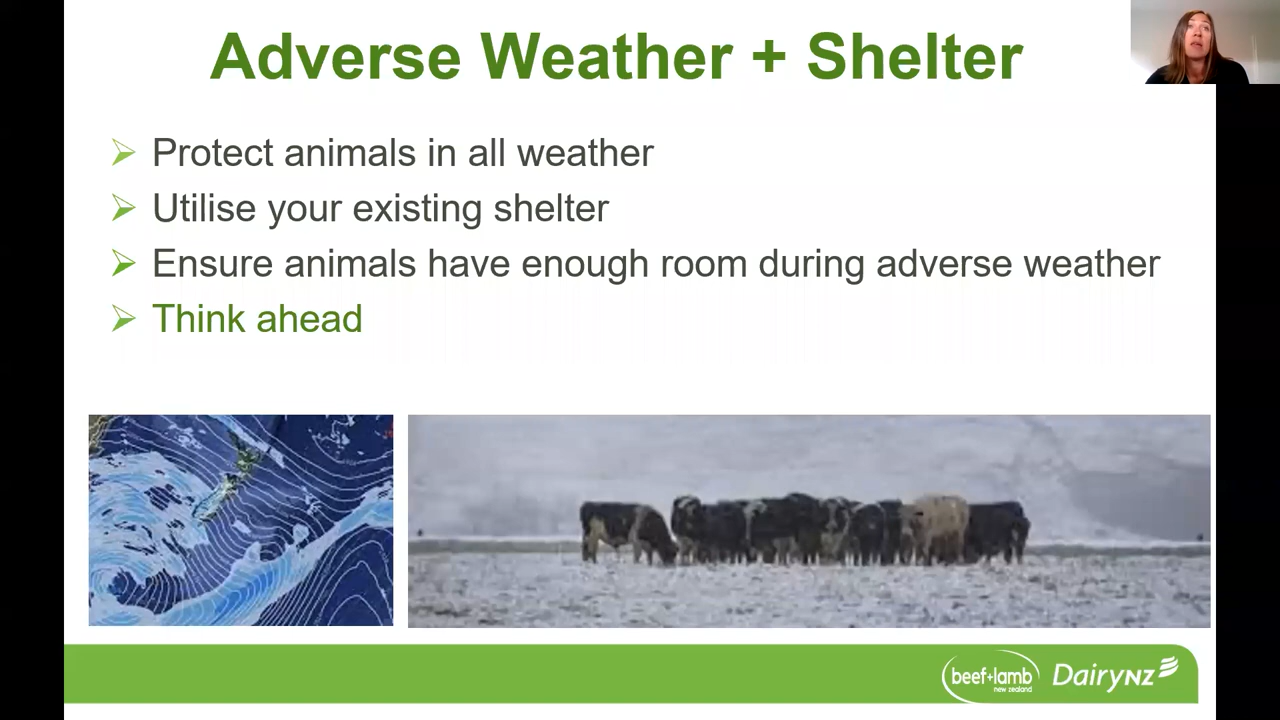 Adverse Weather + Shelter
Protect animals in all weather
Utilise your existing shelter
Ensure animals have enough room during adverse weather
Think ahead
beef+lamb
new zealand
DairyNZ